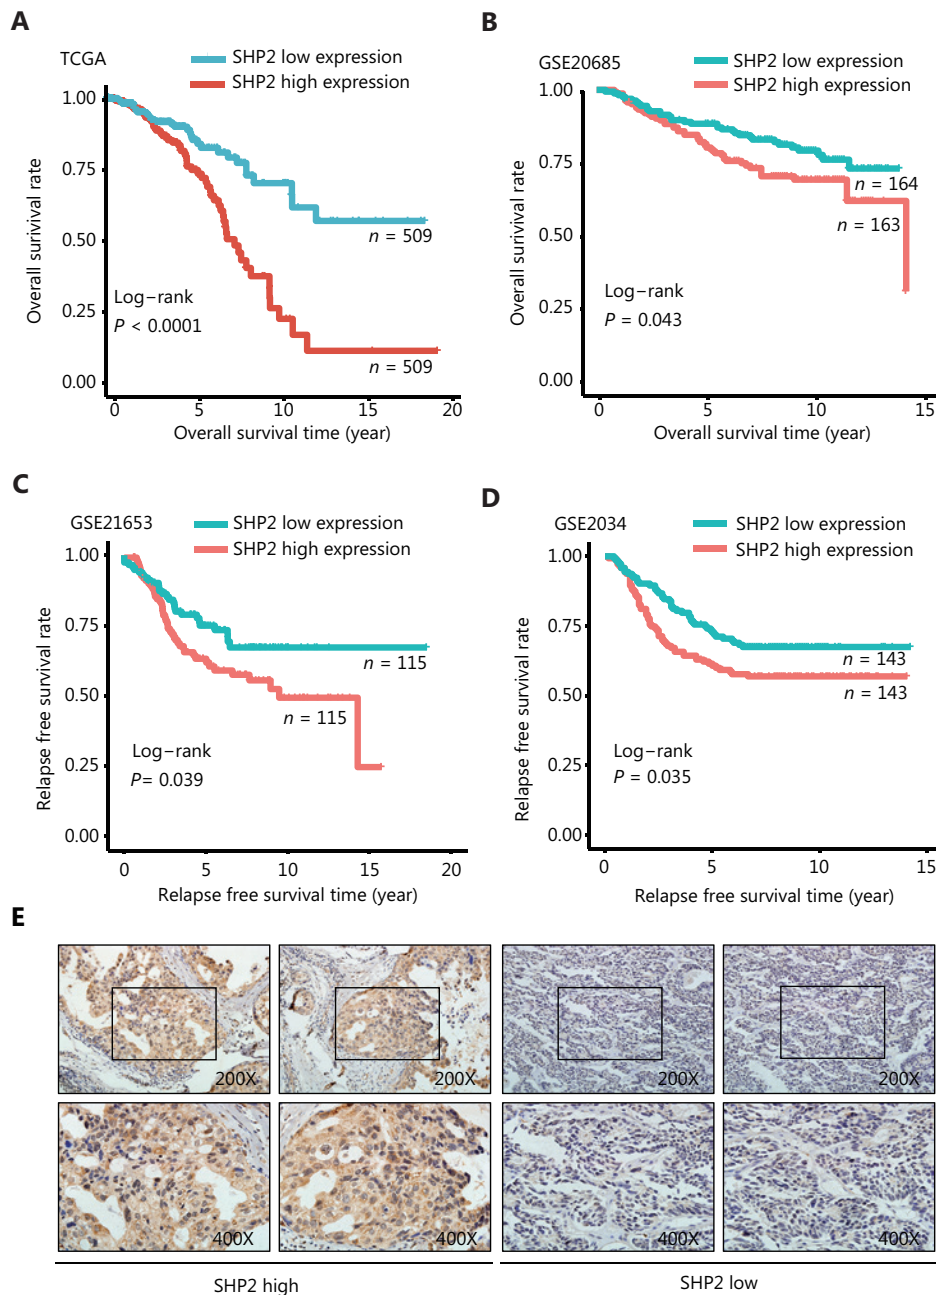 A
TCGA
SHP2 low expression
SHP2 high expression
1.00
0.75
0.50
0.25
0.00
Overall survival rate
n = 509
Log−rank
P < 0.0001
n = 509
0 5 10 15 20
Overall survival time (year)
B
GSE20685
SHP2 low expression
SHP2 high expression
1.00
0.75
0.50
0.25
0.00
Overall survival rate
n = 164
n = 163
Log−rank
P = 0.043
0 5 10 15
Overall survival time (year)
C
GSE21653
SHP2 low expression
SHP2 high expression
1.00
0.75
0.50
0.25
0.00
Relapse free survival rate
n = 115
n = 115
Log−rank
P= 0.039
0 5 10 15 20
Relapse free survival time (year)
D
GSE2034
SHP2 low expression
SHP2 high expression
1.00
0.75
0.50
0.25
0.00
Relapse free survival rate
n = 143
n = 143
Log−rank
P = 0.035
0 5 10 15
Relapse free survival time (year)
E
200X 200X 200X 200X
400X 400X 400X 400X
SHP2 high SHP2 low